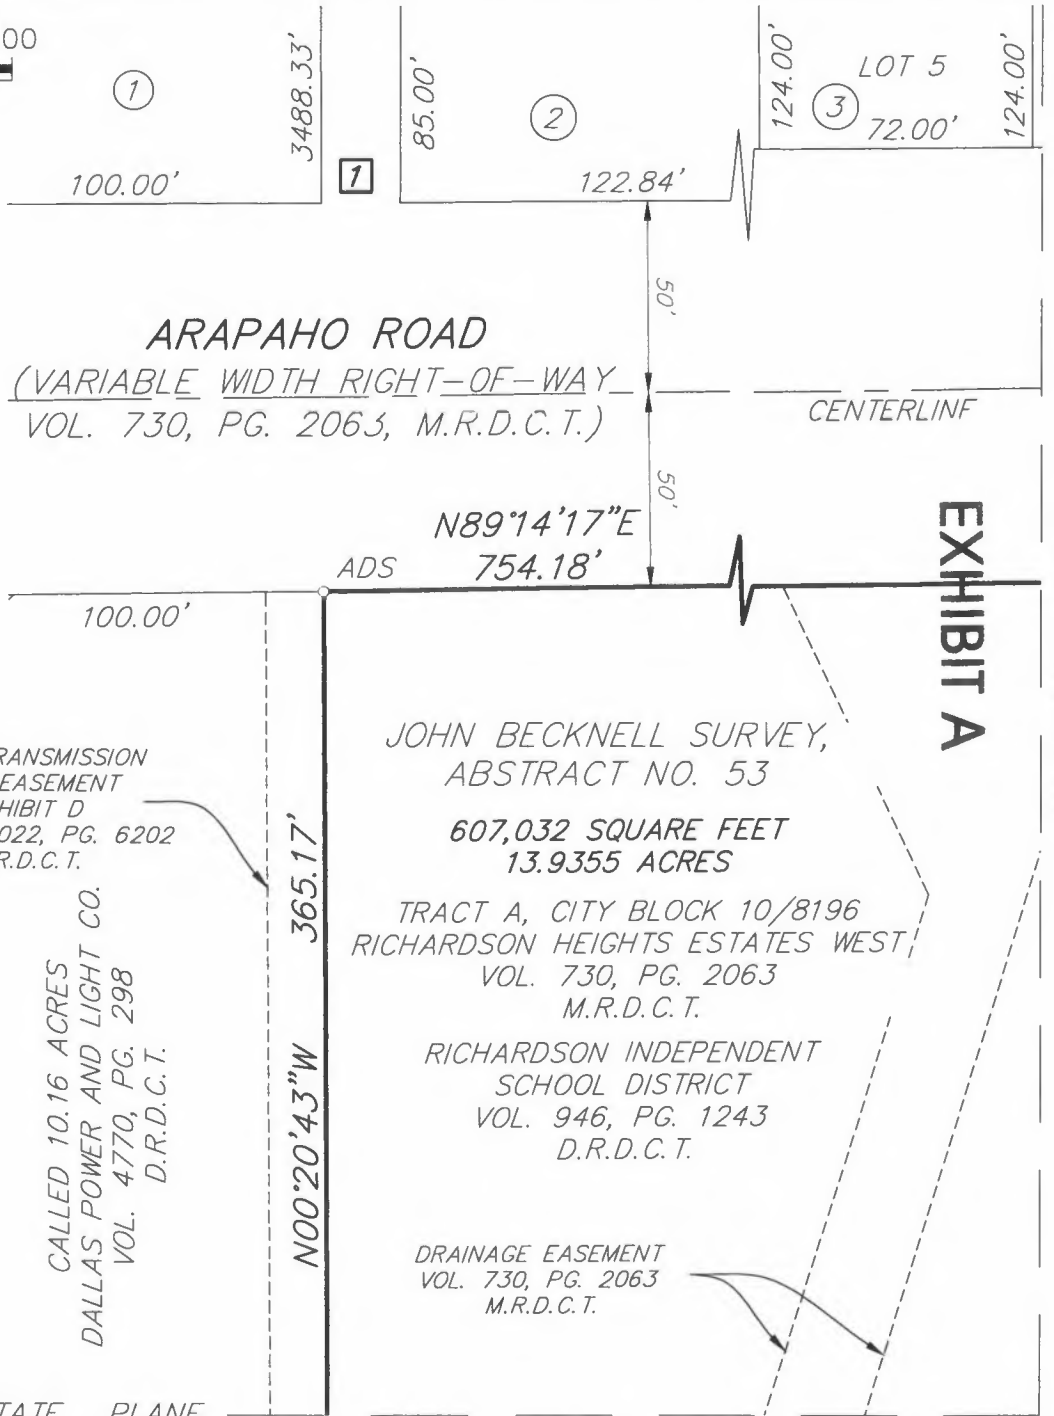 00
1
3488.33'
85.00'
2
124.00'
LOT 5
3
72.00'
124.00'
100.00'
1
122.84'
50'
ARAPAHO ROAD
(VARIABLE WIDTH RIGHT-OF-WAY
VOL. 730, PG. 2063, M.R.D.C.T.)
CENTERLINE
50'
N89°14'17"E
754.18'
ADS
100.00'
EXHIBIT A
JOHN BECKNELL SURVEY,
ABSTRACT NO. 53
607,032 SQUARE FEET
13.9355 ACRES
TRACT A, CITY BLOCK 10/8196
RICHARDSON HEIGHTS ESTATES WEST
VOL. 730, PG. 2063
M.R.D.C.T.
RICHARDSON INDEPENDENT
SCHOOL DISTRICT
VOL. 946, PG. 1243
D.R.D.C.T.
DRAINAGE EASEMENT
VOL. 730, PG. 2063
M.R.D.C.T.
RANSMISSION
EASEMENT
HIBIT D
022, PG. 6202
R.D.C.T.
N00°20'43"W 365.17'
CALLED 10.16 ACRES
DALLAS POWER AND LIGHT CO.
VOL. 4770, PG. 298
D.R.D.C.T.
TATE PLANE